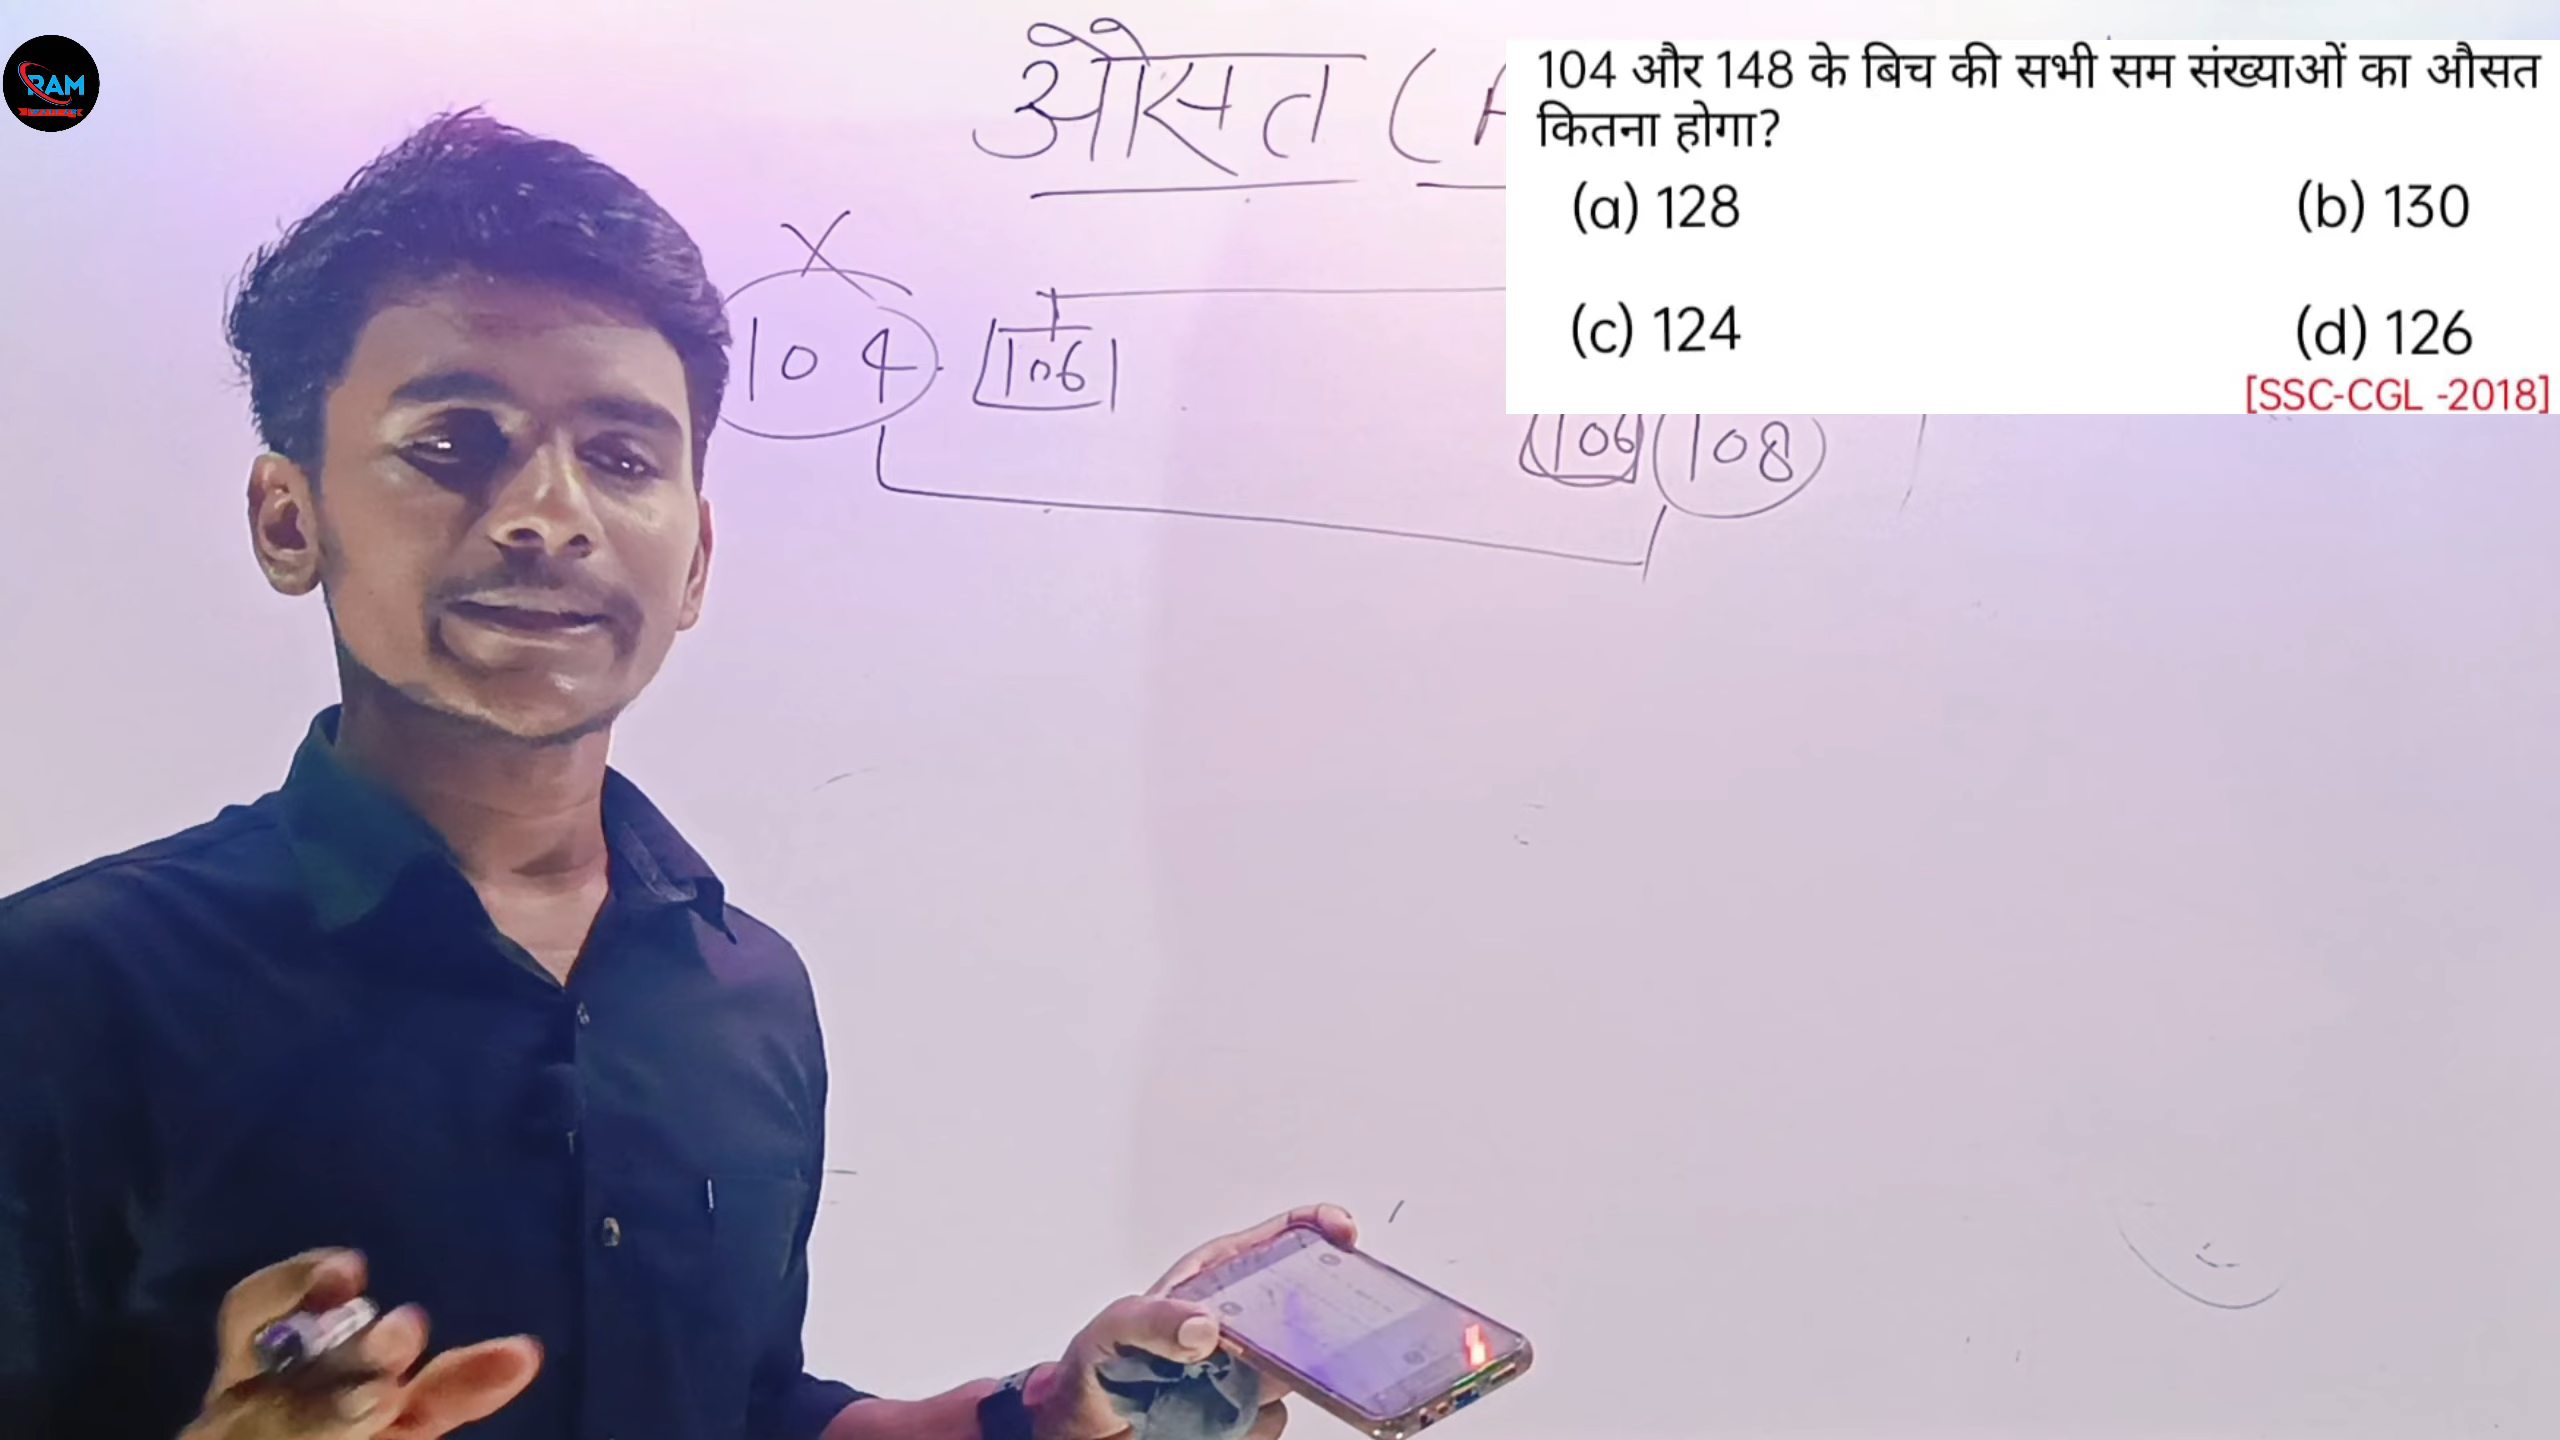 RAM
औसत (
104 और 148 के बिच की सभी सम संख्याओं का औसत
कितना होगा?
(a) 128 (b) 130
(c) 124 (d) 126
[SSC-CGL -2018]
X
104 106
106 108